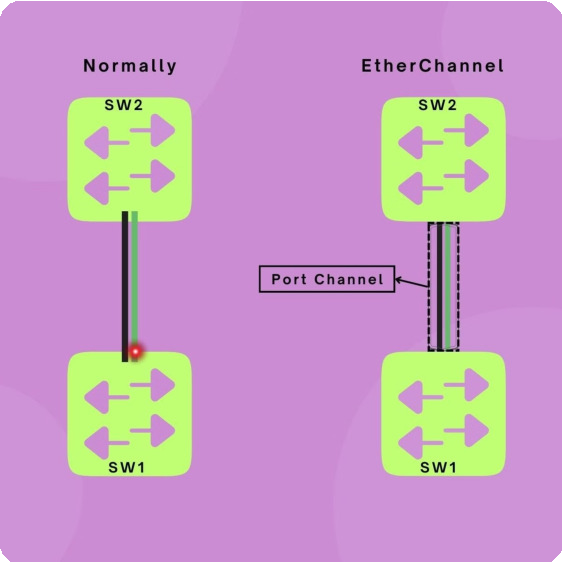 Normally
EtherChannel
SW2
SW2
Port Channel
SW1
SW1